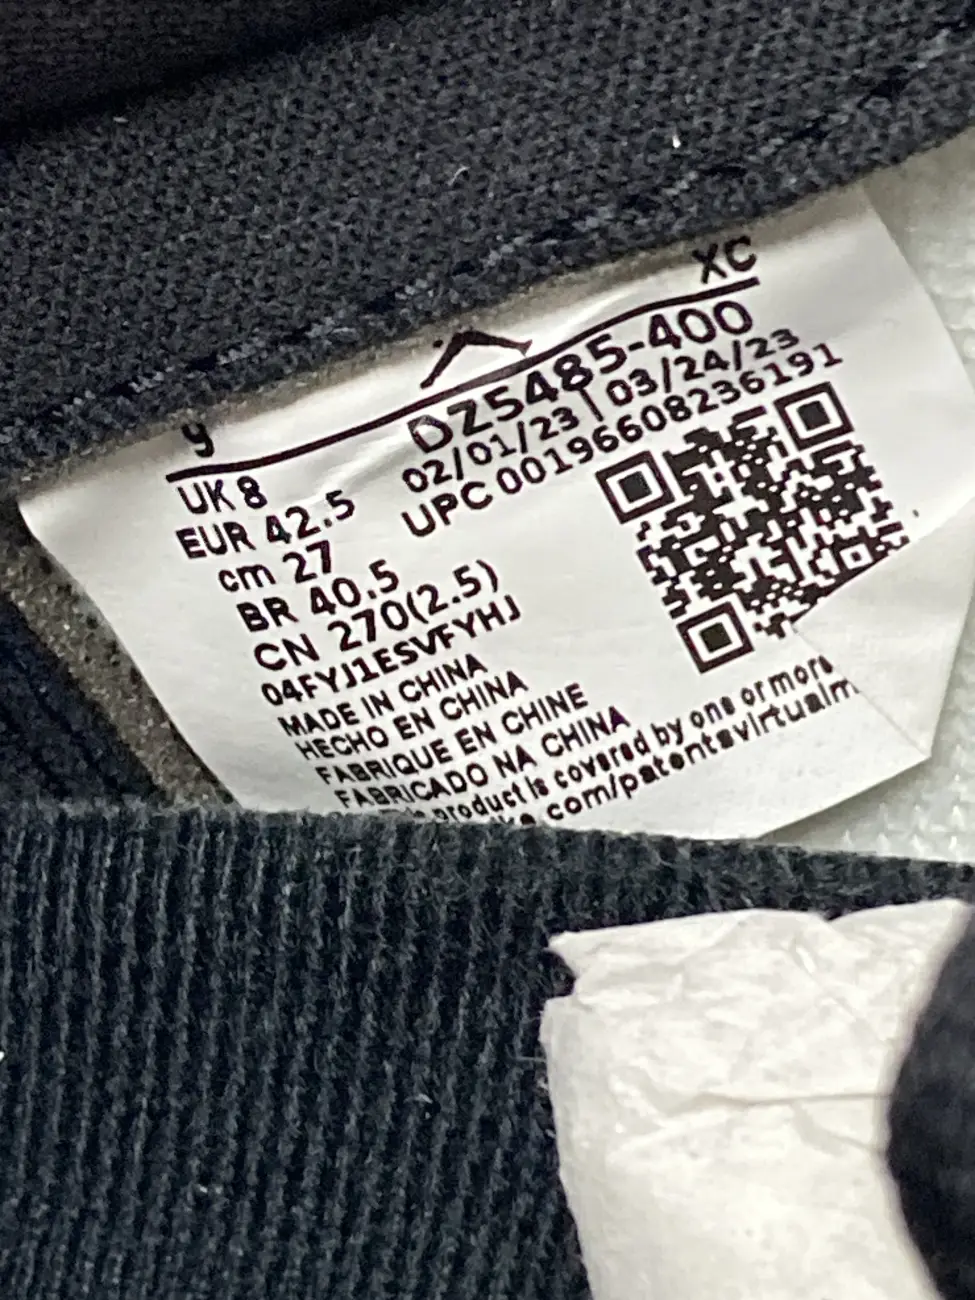 XC
9
DZ5485-400
02/01/23 | 03/24/23
UPC 00196608236191
UK 8
EUR 42.5
cm 27
BR 40.5
CN 270(2.5)
04FYJ1ESVFYHJ
MADE IN CHINA
HECHO EN CHINA
FABRIQUE EN CHINE
FABRICADO NA CHINA
product is covered by one or more
com/patentsvirtualm